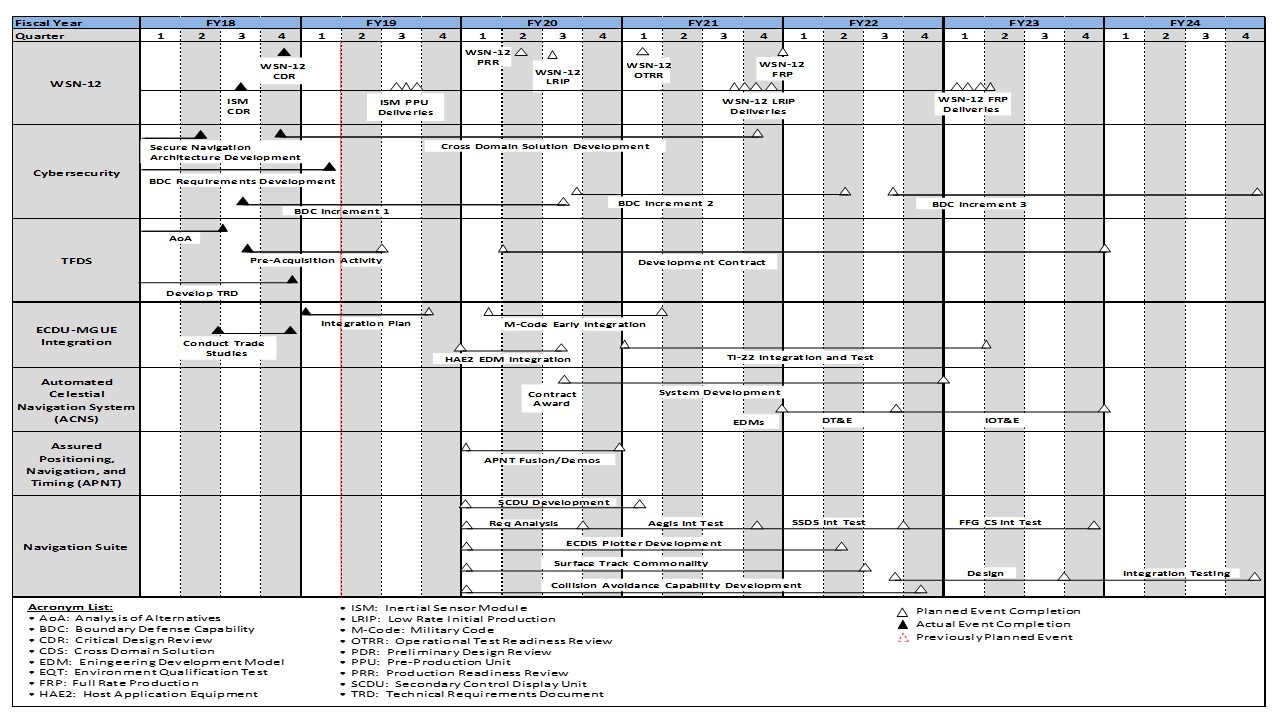 Fiscal Year FY18 FY19 FY20 FY21 FY22 FY23 FY24
Quarter 1 2 3 4 1 2 3 4 1 2 3 4 1 2 3 4 1 2 3 4 1 2 3 4 1 2 3 4
WSN-12
WSN-12
CDR
ISM
CDR
ISM PPU
Deliveries
WSN-12
PRR
WSN-12
LRIP
WSN-12
OTRR
WSN-12
FRP
WSN-12 LRIP
Deliveries
WSN-12 FRP
Deliveries
Cybersecurity
Secure Navigation
Architecture Development
Cross Domain Solution Development
BDC Requirements Development
BDC Increment 1
BDC Increment 2
BDC Increment 3
TFDS
AoA
Pre-Acquisition Activity
Development Contract
Develop TRD
ECDU-MGUE
Integration
Integration Plan
M-Code Early Integration
Conduct Trade
Studies
HAE2 EDM Integration
TI-22 Integration and Test
Automated
Celestial
Navigation System
(ACNS)
Contract
Award
System Development
EDMs
DT&E
IOT&E
Assured
Positioning,
Navigation, and
Timing (APNT)
APNT Fusion/Demos
Navigation Suite
SCDU Development
Req Analysis
Aegis Int Test
SSDS Int Test
FFG CS Int Test
ECDIS Plotter Development
Surface Track Commonality
Design
Integration Testing
Collision Avoidance Capability Development
Acronym List:
• AoA: Analysis of Alternatives
• BDC: Boundary Defense Capability
• CDR: Critical Design Review
• CDS: Cross Domain Solution
• EDM: Enineering Development Model
• EQT: Environment Qualification Test
• FRP: Full Rate Production
• HAE2: Host Application Equipment
• ISM: Inertial Sensor Module
• LRIP: Low Rate Initial Production
• M-Code: Military Code
• OTRR: Operational Test Readiness Review
• PDR: Preliminary Design Review
• PPU: Pre-Production Unit
• PRR: Production Readiness Review
• SCDU: Secondary Control Display Unit
• TRD: Technical Requirements Document
Planned Event Completion
Actual Event Completion
Previously Planned Event